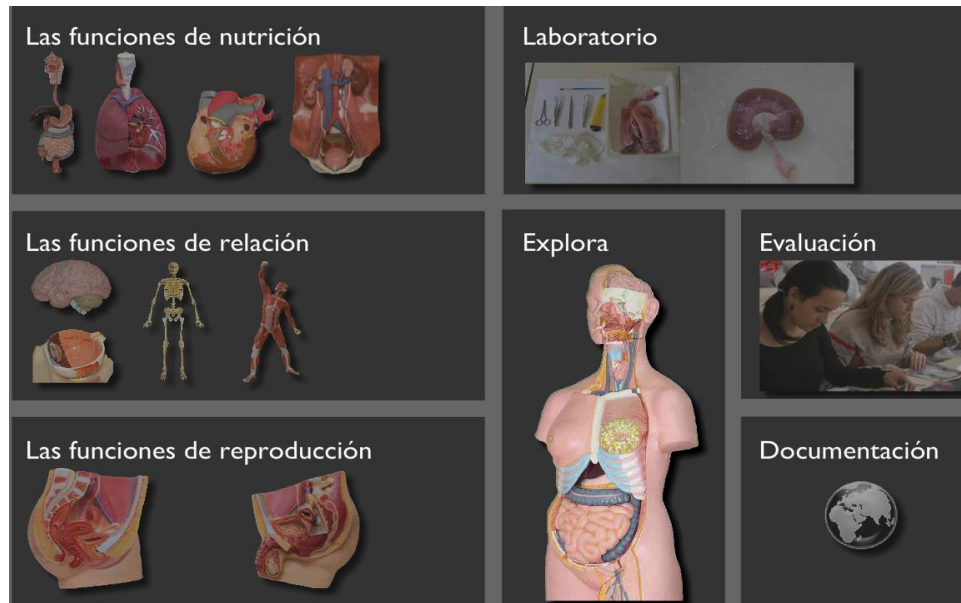 Las funciones de nutrición
Laboratorio
Las funciones de relación
Explora
Evaluación
Las funciones de reproducción
Documentación